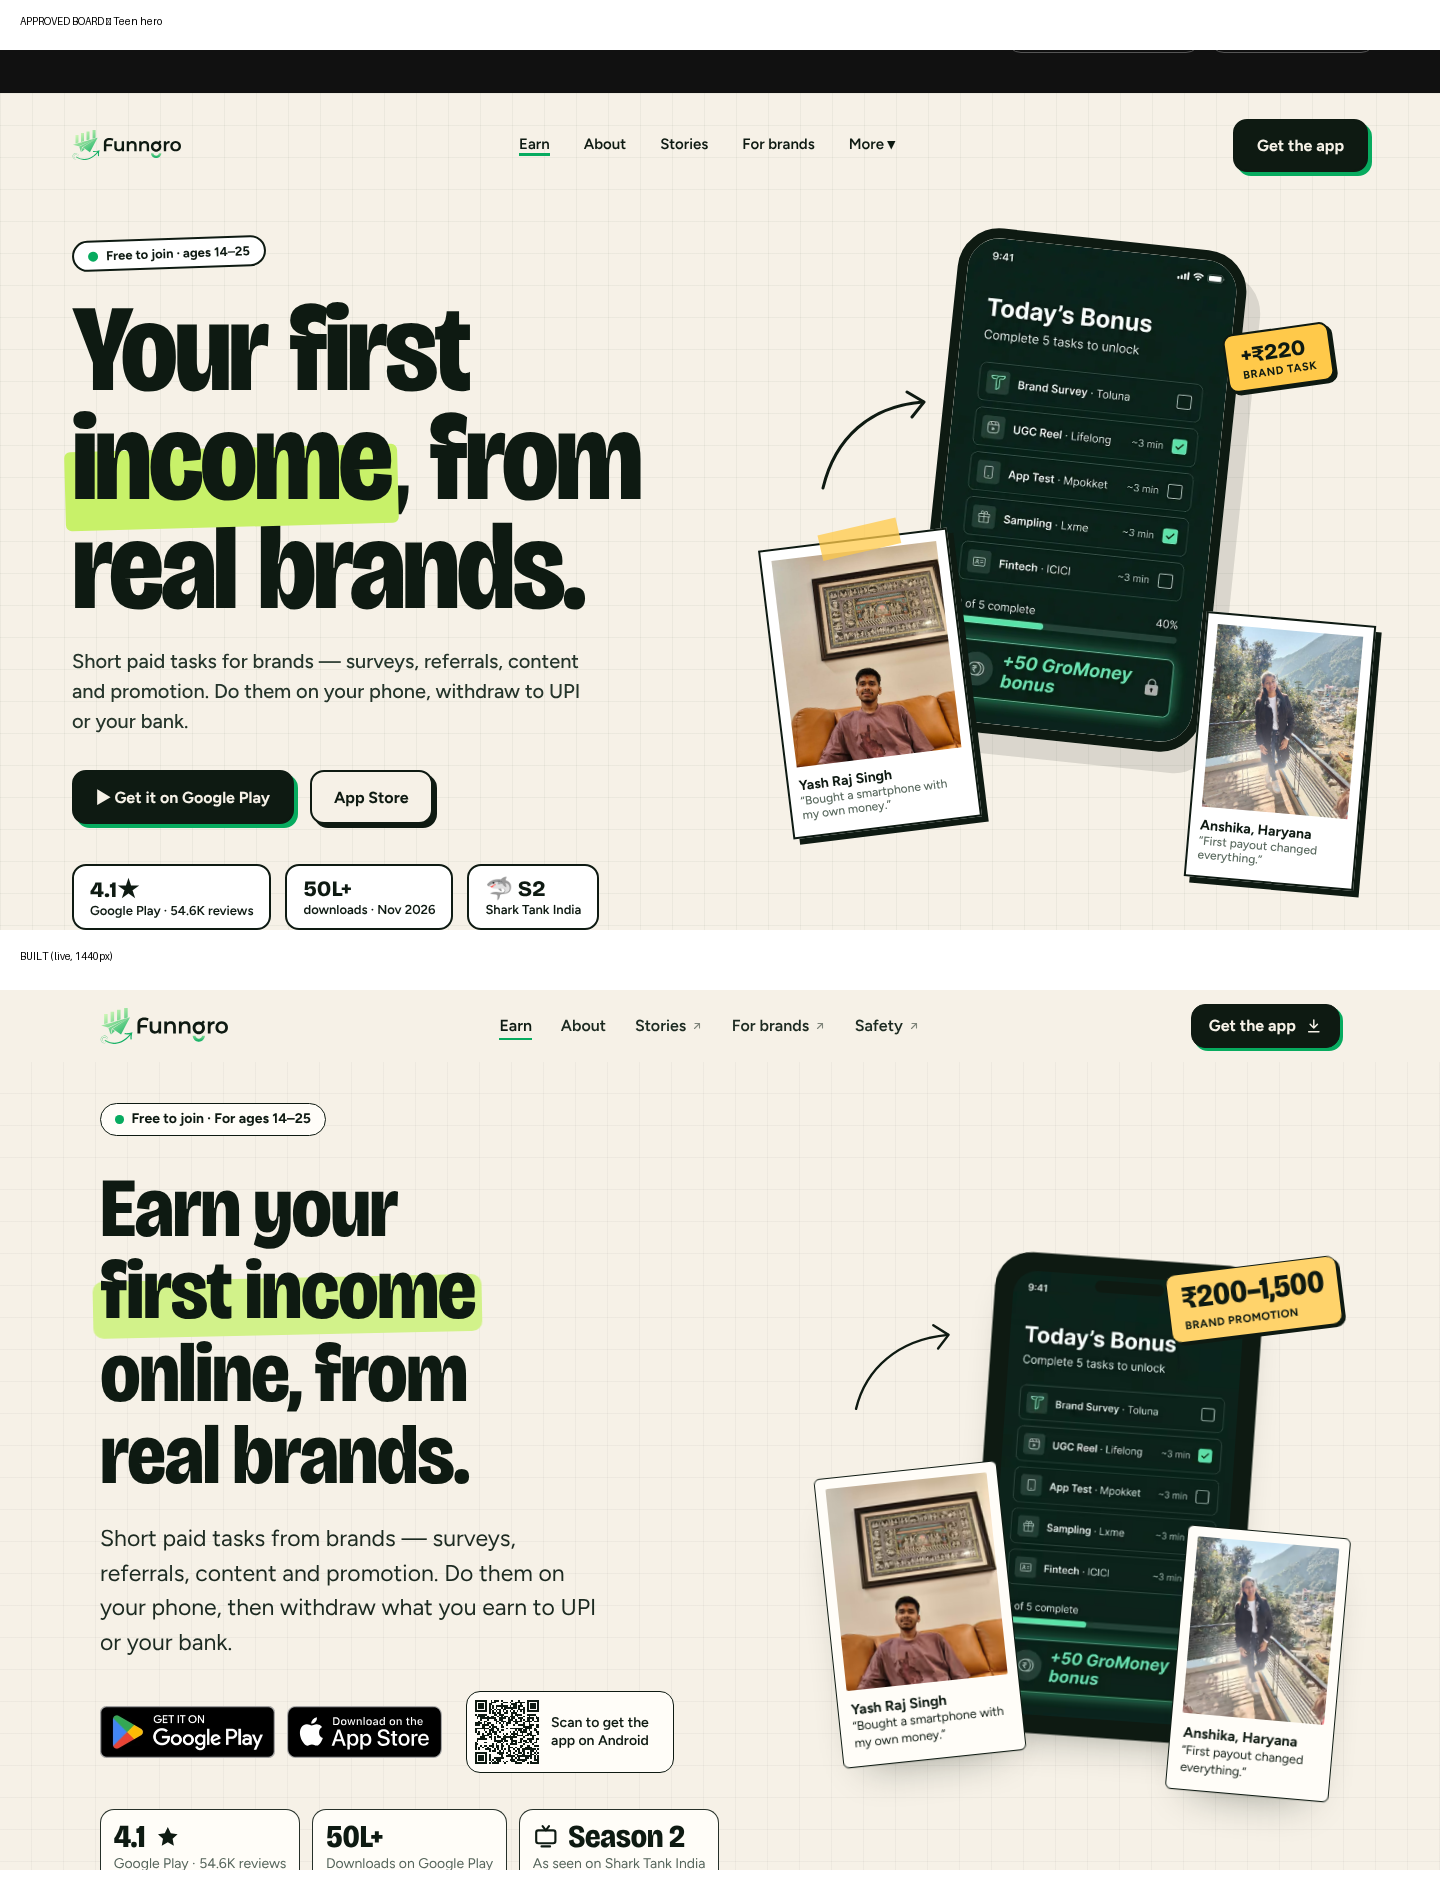 APPROVED BOARD Teen hero
Funngro
Earn
About
Stories
For brands
More ▾
Get the app
Free to join · ages 14–25
Your first
income, from
real brands.
Short paid tasks for brands — surveys, referrals, content
and promotion. Do them on your phone, withdraw to UPI
or your bank.
▶ Get it on Google Play
App Store
4.1★
Google Play · 54.6K reviews
50L+
downloads · Nov 2026
🦈 S2
Shark Tank India
9:41
Today's Bonus
Complete 5 tasks to unlock
Brand Survey · Toluna
UGC Reel · Lifelong ~3 min
App Test · Mpokket ~3 min
Sampling · Lxme ~3 min
Fintech · ICICI ~3 min
of 5 complete 40%
+50 GroMoney
bonus
+₹220
BRAND TASK
Yash Raj Singh
“Bought a smartphone with
my own money.”
Anshika, Haryana
“First payout changed
everything.”
BUILT (live, 1440px)
Funngro
Earn
About
Stories ↗
For brands ↗
Safety ↗
Get the app
Free to join · For ages 14–25
Earn your
first income
online, from
real brands.
Short paid tasks from brands — surveys,
referrals, content and promotion. Do them on
your phone, then withdraw what you earn to UPI
or your bank.
GET IT ON
Google Play
Download on the
App Store
Scan to get the
app on Android
4.1 ★
Google Play · 54.6K reviews
50L+
Downloads on Google Play
Season 2
As seen on Shark Tank India
9:41
Today's Bonus
Complete 5 tasks to unlock
Brand Survey · Toluna
UGC Reel · Lifelong ~3 min
App Test · Mpokket ~3 min
Sampling · Lxme ~3 min
Fintech · ICICI ~3 min
of 5 complete
+50 GroMoney
bonus
₹200–1,500
BRAND PROMOTION
Yash Raj Singh
“Bought a smartphone with
my own money.”
Anshika, Haryana
“First payout changed
everything.”